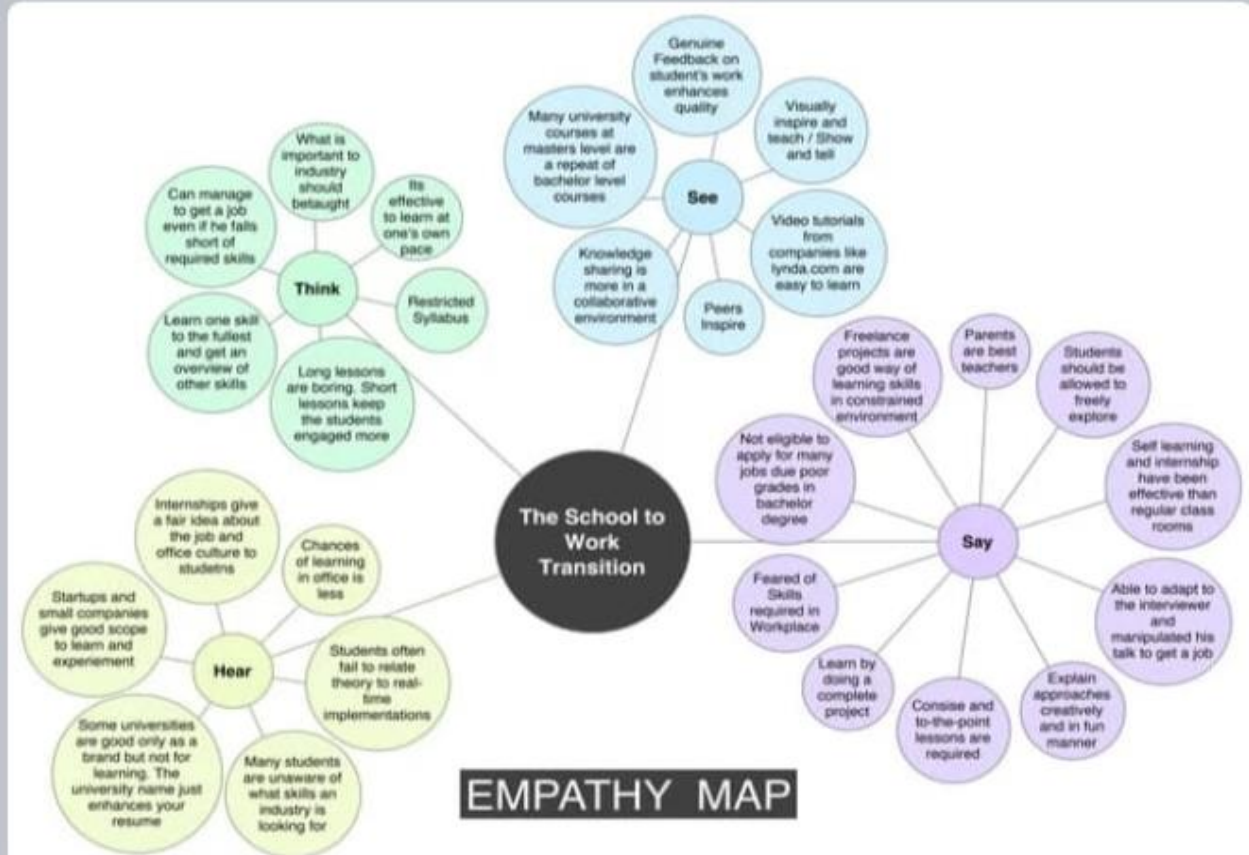 Genuine
Feedback on
student's work
enhances
quality
Many university
courses at
masters level are
a repeat of
bachelor level
courses
Visually
inspire and
teach / Show
and tell
See
Video tutorials
from
companies like
lynda.com are
easy to learn
Knowledge
sharing is
more in a
collaborative
environment
Peers
Inspire
What is
important to
industry
should
betaught
Its
effective
to learn at
one's own
pace
Can manage
to get a job
even if he falls
short of
required skills
Think
Restricted
Syllabus
Learn one skill
to the fullest
and get an
overview of
other skills
Long lessons
are boring. Short
lessons keep
the students
engaged more
The School to
Work
Transition
Freelance
projects are
good way of
learning skills
in constrained
environment
Parents
are best
teachers
Students
should be
allowed to
freely
explore
Not eligible to
apply for many
jobs due poor
grades in
bachelor
degree
Self learning
and internship
have been
effective than
regular class
rooms
Say
Feared of
Skills
required in
Workplace
Able to adapt to
the interviewer
and
manipulated his
talk to get a job
Learn by
doing a
complete
project
Consise and
to-the-point
lessons are
required
Explain
approaches
creatively
and in fun
manner
Internships give
a fair idea about
the job and
office culture to
studetns
Chances
of learning
in office is
less
Startups and
small companies
give good scope
to learn and
experiement
Hear
Students often
fail to relate
theory to real-
time
implementations
Some universities
are good only as a
brand but not for
learning. The
university name just
enhances your
resume
Many students
are unaware of
what skills an
industry is
looking for
EMPATHY MAP